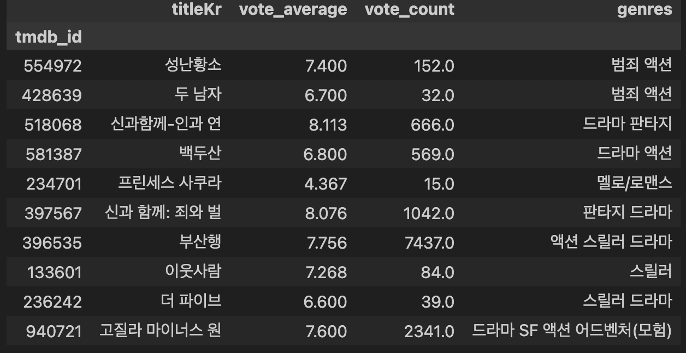 titleKr vote_average vote_count genres
tmdb_id
554972 성난황소 7.400 152.0 범죄 액션
428639 두 남자 6.700 32.0 범죄 액션
518068 신과함께-인과 연 8.113 666.0 드라마 판타지
581387 백두산 6.800 569.0 드라마 액션
234701 프린세스 사쿠라 4.367 15.0 멜로/로맨스
397567 신과 함께: 죄와 벌 8.076 1042.0 판타지 드라마
396535 부산행 7.756 7437.0 액션 스릴러 드라마
133601 이웃사람 7.268 84.0 스릴러
236242 더 파이브 6.600 39.0 스릴러 드라마
940721 고질라 마이너스 원 7.600 2341.0 드라마 SF 액션 어드벤처(모험)